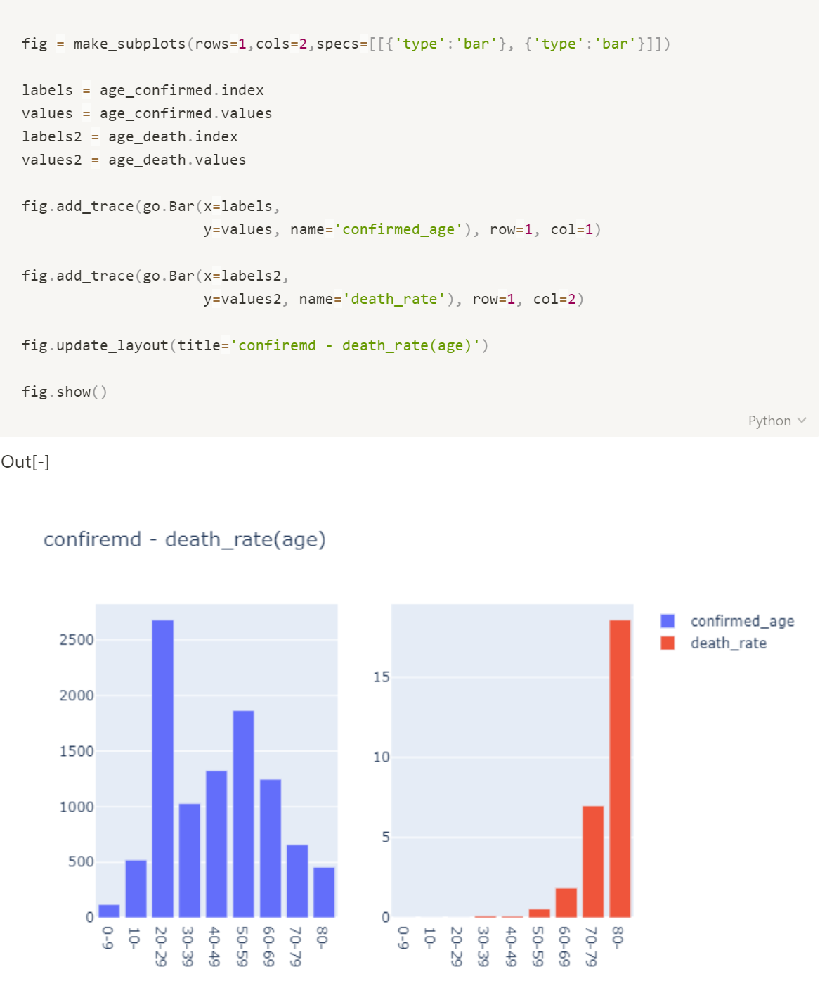 fig = make_subplots(rows=1,cols=2,specs=[[{'type':'bar'}, {'type':'bar'}]])
labels = age_confirmed.index
values = age_confirmed.values
labels2 = age_death.index
values2 = age_death.values
fig.add_trace(go.Bar(x=labels,
y=values, name='confirmed_age'), row=1, col=1)
fig.add_trace(go.Bar(x=labels2,
y=values2, name='death_rate'), row=1, col=2)
fig.update_layout(title='confiremd - death_rate(age)')
fig.show()
Python
Out[-]
confiremd - death_rate(age)
2500
2000
1500
1000
500
0
0-9
10-
20-29
30-39
40-49
50-59
60-69
70-79
80-
15
10
5
0
0-9
10-
20-29
30-39
40-49
50-59
60-69
70-79
80-
confirmed_age
death_rate